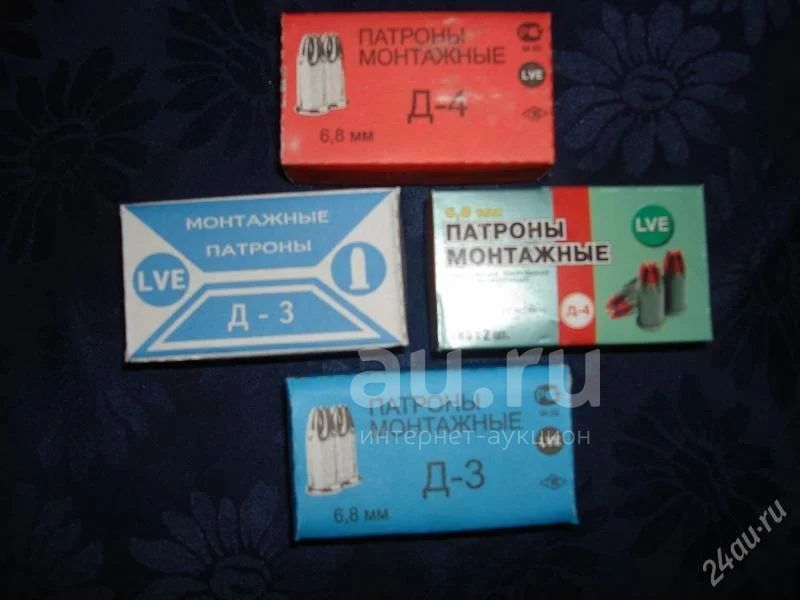 ПАТРОНЫ
МОНТАЖНЫЕ
LVE
Д-4
6,8 мм
МОНТАЖНЫЕ
ПАТРОНЫ
LVE
Д - 3
6,8 мм
ПАТРОНЫ
МОНТАЖНЫЕ
LVE
Д-4
au.ru
интернет-аукцион
ПАТРОНЫ
МОНТАЖНЫЕ
LVE
Д-3
6,8 мм
24au.ru